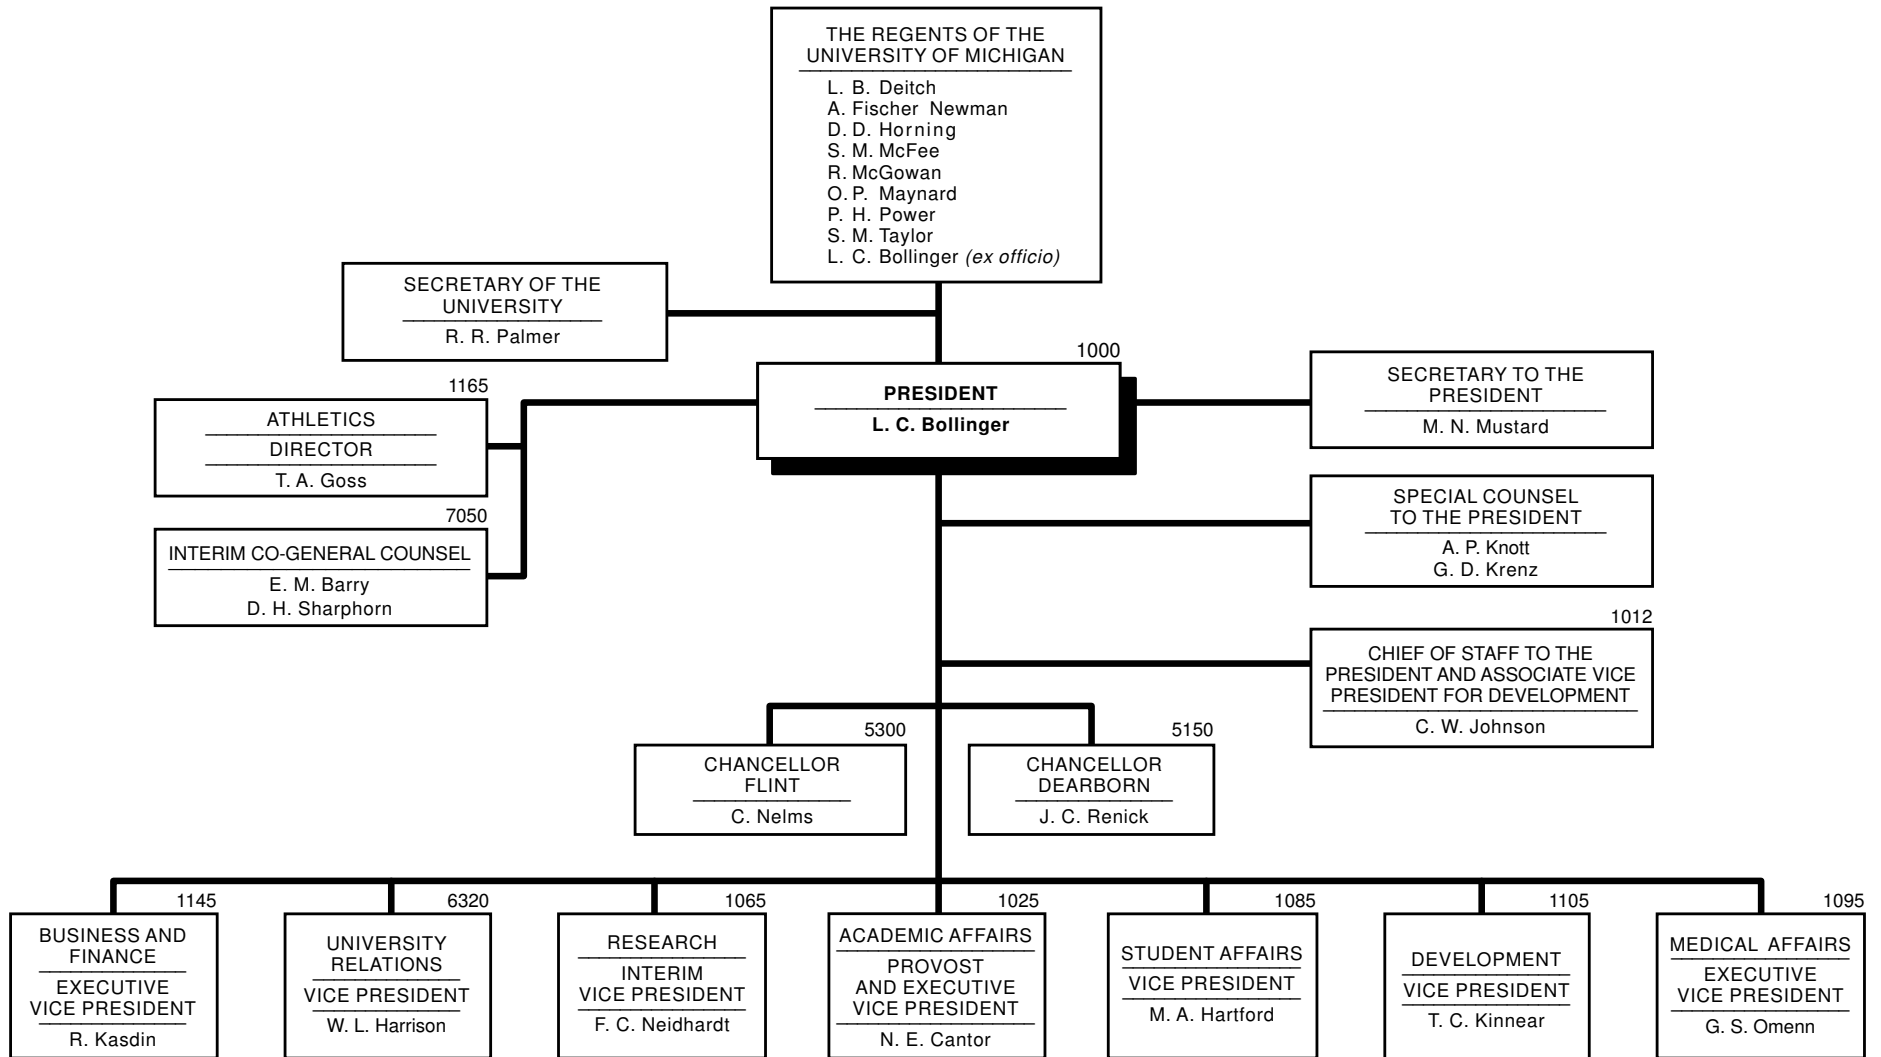 THE REGENTS OF THE
UNIVERSITY OF MICHIGAN
L. B. Deitch
A. Fischer Newman
D. D. Horning
S. M. McFee
R. McGowan
O. P. Maynard
P. H. Power
S. M. Taylor
L. C. Bollinger (ex officio)
SECRETARY OF THE
UNIVERSITY
R. R. Palmer
1000
PRESIDENT
L. C. Bollinger
SECRETARY TO THE
PRESIDENT
M. N. Mustard
1165
ATHLETICS
DIRECTOR
T. A. Goss
7050
INTERIM CO-GENERAL COUNSEL
E. M. Barry
D. H. Sharphorn
SPECIAL COUNSEL
TO THE PRESIDENT
A. P. Knott
G. D. Krenz
1012
CHIEF OF STAFF TO THE
PRESIDENT AND ASSOCIATE VICE
PRESIDENT FOR DEVELOPMENT
C. W. Johnson
5300
CHANCELLOR
FLINT
C. Nelms
5150
CHANCELLOR
DEARBORN
J. C. Renick
1145
BUSINESS AND
FINANCE
EXECUTIVE
VICE PRESIDENT
R. Kasdin
6320
UNIVERSITY
RELATIONS
VICE PRESIDENT
W. L. Harrison
1065
RESEARCH
INTERIM
VICE PRESIDENT
F. C. Neidhardt
1025
ACADEMIC AFFAIRS
PROVOST
AND EXECUTIVE
VICE PRESIDENT
N. E. Cantor
1085
STUDENT AFFAIRS
VICE PRESIDENT
M. A. Hartford
1105
DEVELOPMENT
VICE PRESIDENT
T. C. Kinnear
1095
MEDICAL AFFAIRS
EXECUTIVE
VICE PRESIDENT
G. S. Omenn